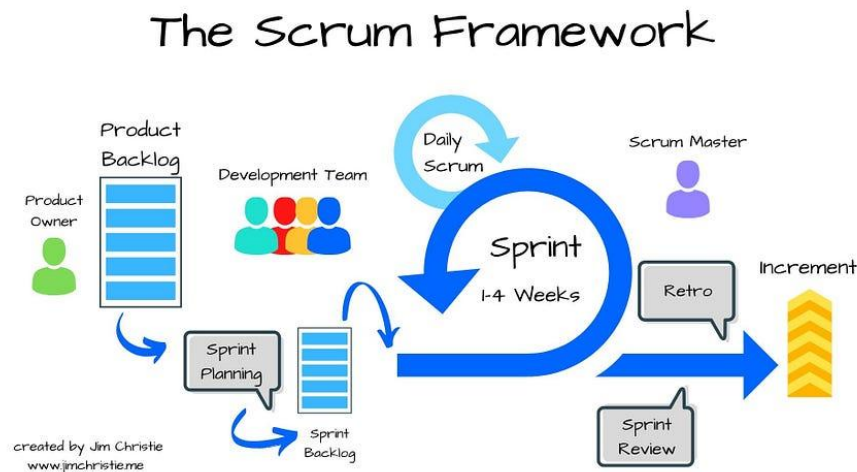 The Scrum Framework
Product
Backlog
Product
Owner
Development Team
Daily
Scrum
Scrum Master
Sprint
1-4 Weeks
Retro
Increment
Sprint
Planning
Sprint
Backlog
Sprint
Review
created by Jim Christie
www.jimchristie.me